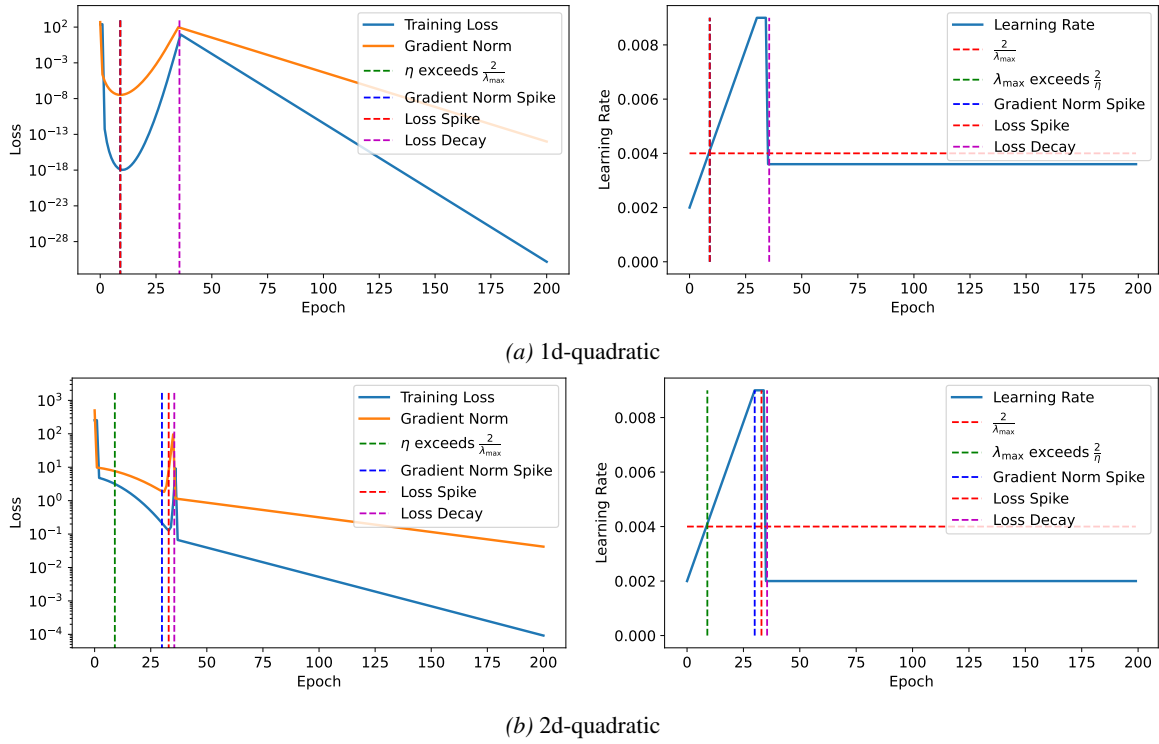 10^2
10^-3
10^-8
10^-13
10^-18
10^-23
10^-28
Loss
0 25 50 75 100 125 150 175 200
Epoch
Training Loss
Gradient Norm
η exceeds 2/λ_max
Gradient Norm Spike
Loss Spike
Loss Decay
0.008
0.006
0.004
0.002
0.000
Learning Rate
0 25 50 75 100 125 150 175 200
Epoch
Learning Rate
2/λ_max
λ_max exceeds 2/η
Gradient Norm Spike
Loss Spike
Loss Decay
(a) 1d-quadratic
10^3
10^2
10^1
10^0
10^-1
10^-2
10^-3
10^-4
Loss
0 25 50 75 100 125 150 175 200
Epoch
Training Loss
Gradient Norm
η exceeds 2/λ_max
Gradient Norm Spike
Loss Spike
Loss Decay
0.008
0.006
0.004
0.002
0.000
Learning Rate
0 25 50 75 100 125 150 175 200
Epoch
Learning Rate
2/λ_max
λ_max exceeds 2/η
Gradient Norm Spike
Loss Spike
Loss Decay
(b) 2d-quadratic